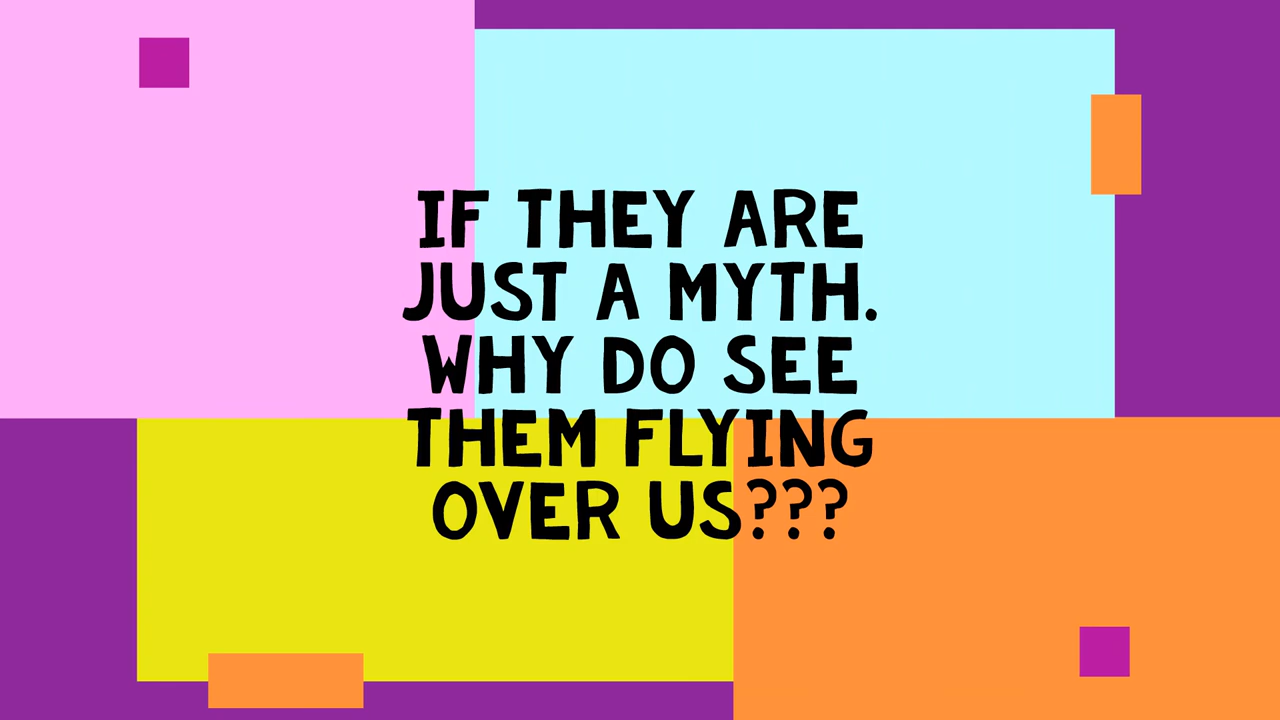 IF THEY ARE
JUST A MYTH.
WHY DO SEE
THEM FLYING
OVER US???